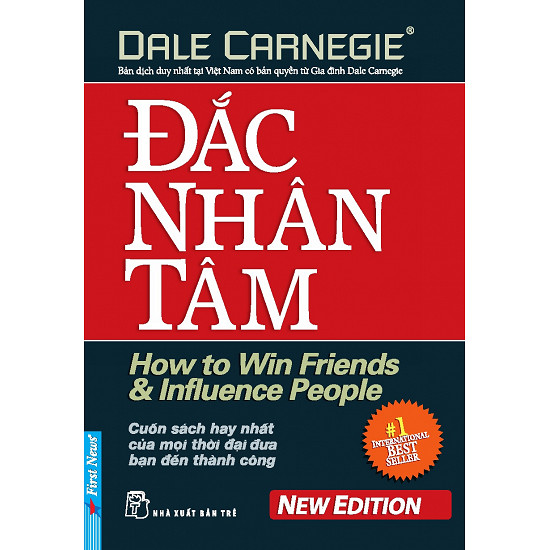 DALE CARNEGIE®
Bản dịch duy nhất tại Việt Nam có bản quyền từ Gia đình Dale Carnegie
ĐẮC
NHÂN
TÂM
How to Win Friends
& Influence People
Cuốn sách hay nhất
của mọi thời đại đưa
bạn đến thành công
#1
INTERNATIONAL
BEST
SELLER
First News
NHÀ XUẤT BẢN TRẺ
NEW EDITION